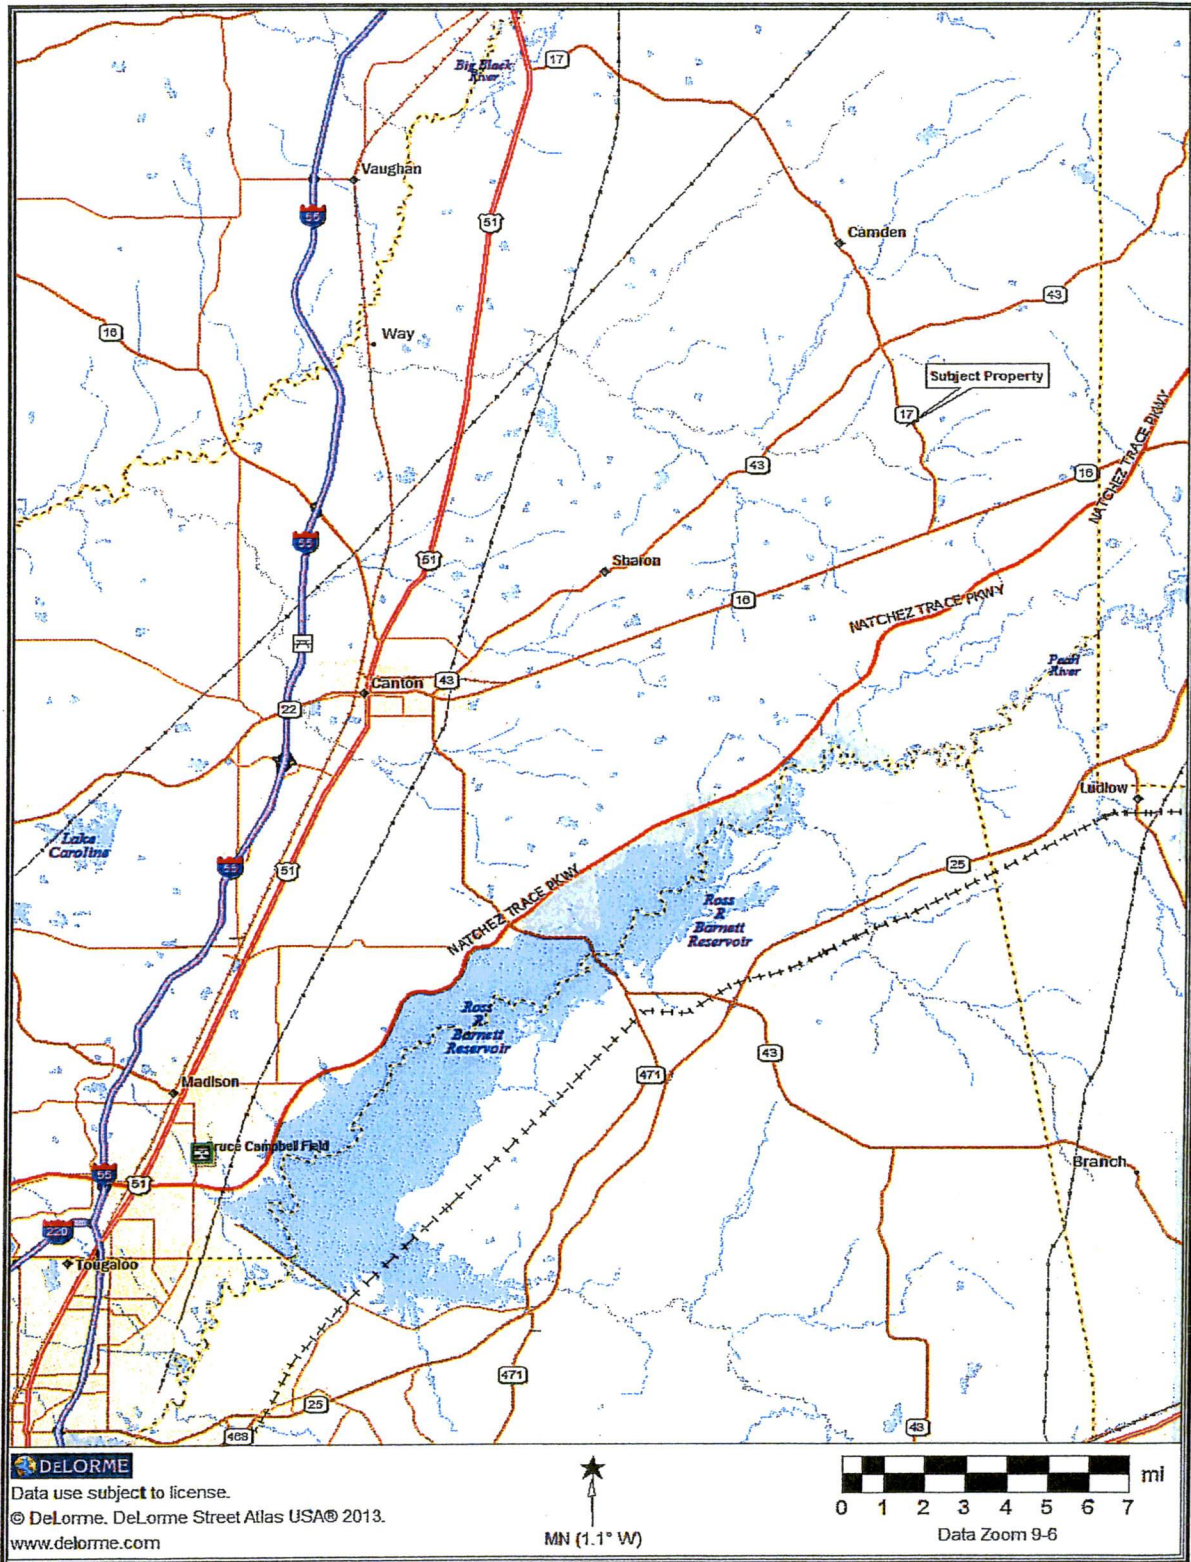 Big Black
River
17
Vaughan
55
51
Camden
43
16
Way
Subject Property
17
NATCHEZ TRACE PKWY
43
16
55
51
Sharon
16
NATCHEZ TRACE PKWY
Pearl
River
43
Canton
22
Ludlow
Lake
Caroline
55
51
25
NATCHEZ TRACE PKWY
Ross
R
Barnett
Reservoir
Ross
R
Barnett
Reservoir
43
471
Madison
ruce Campbell Field
Branch
55
51
220
Tougaloo
471
25
43
468
DELORME
Data use subject to license.
© DeLorme. DeLorme Street Atlas USA® 2013.
www.delorme.com
MN (1.1° W)
mi
0 1 2 3 4 5 6 7
Data Zoom 9-6